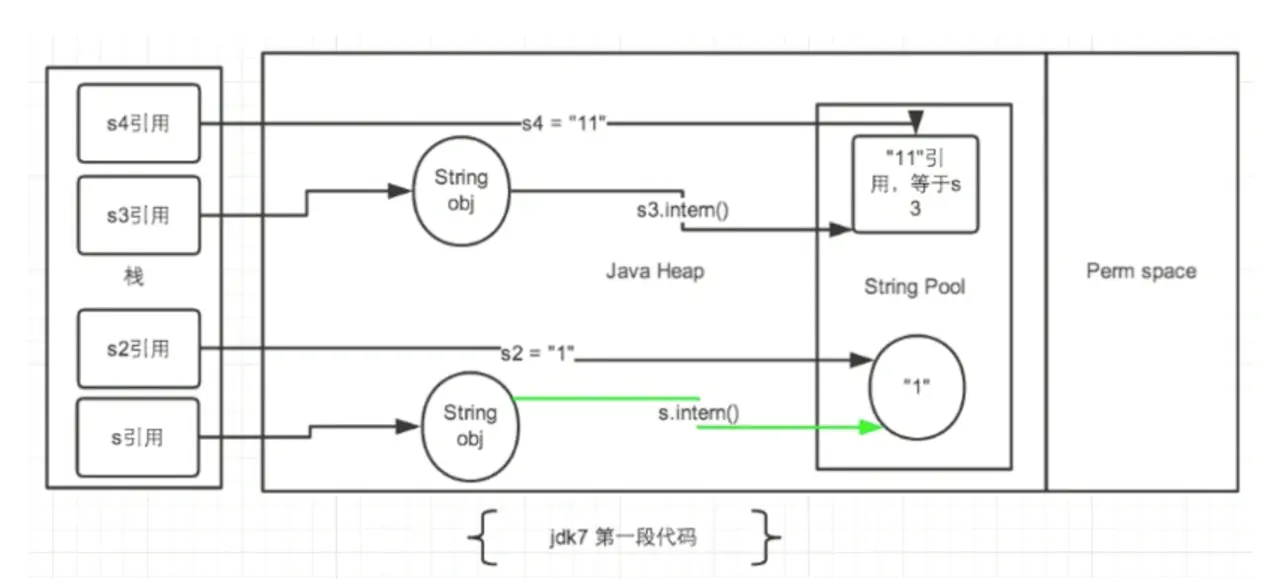 s4引用
s4 = "11"
"11"引
用，等于s
3
String
obj
s3引用
s3.intern()
栈
Java Heap
String Pool
Perm space
s2引用
s2 = "1"
"1"
String
obj
s.intern()
s引用
jdk7 第一段代码